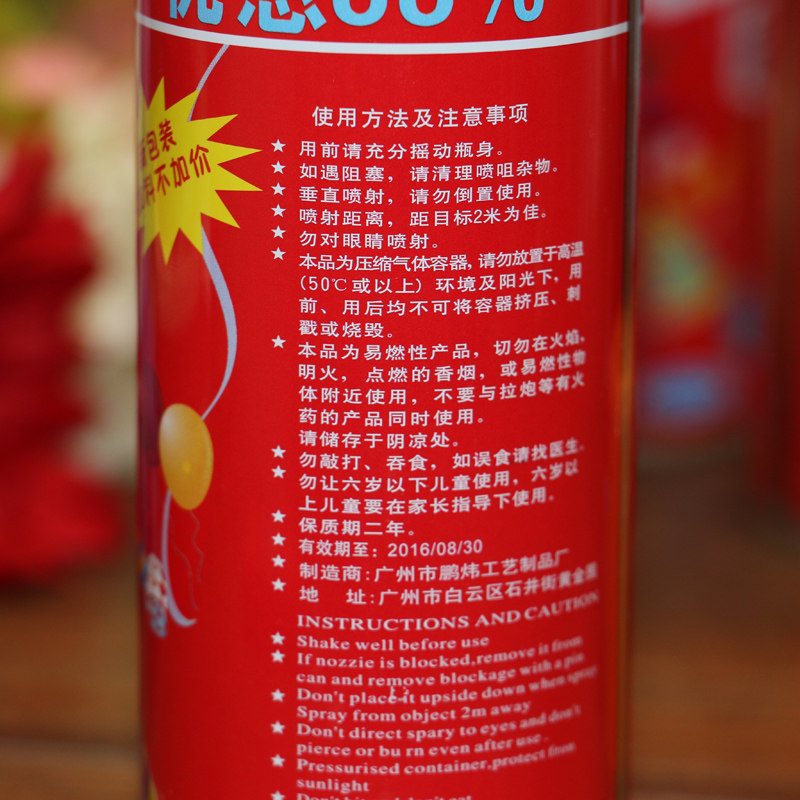 使用方法及注意事项
包装
不加价
★ 用前请充分摇动瓶身。
★ 如遇阻塞，请清理喷咀杂物。
★ 垂直喷射，请勿倒置使用。
★ 喷射距离，距目标2米为佳。
★ 勿对眼睛喷射。
★ 本品为压缩气体容器，请勿放置于高温
(50℃或以上）环境及阳光下，用
前、用后均不可将容器挤压、刺
戳或烧毁。
★ 本品为易燃性产品，切勿在火焰，
明火，点燃的香烟，或易燃性物
体附近使用，不要与拉炮等有火
药的产品同时使用。
请储存于阴凉处。
★ 勿敲打、吞食，如误食请找医生。
★ 勿让六岁以下儿童使用，六岁以
上儿童要在家长指导下使用。
★ 保质期二年。
★ 有效期至：2016/08/30
★ 制造商:广州市鹏炜工艺制品厂
★ 地 址:广州市白云区石井街黄金
INSTRUCTIONS AND CAUTION
★ Shake well before use
★ If nozzie is blocked,remove it from
can and remove blockage with a pin
★ Don't place it upside down when spray
Spray from object 2m away
★ Don't direct spary to eyes and don't
pierce or bu rn even after use .
★ Pressurised container,protect from
sunlight